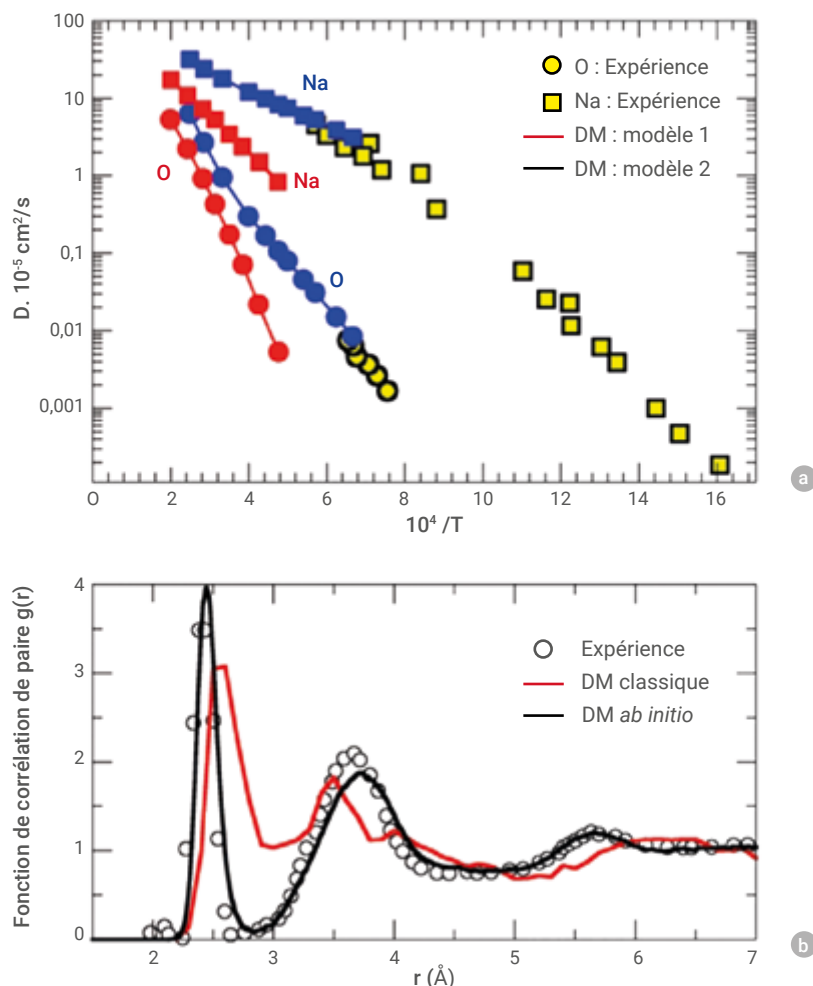 100
10
1
0,1
0,01
0,001
D. 10⁻⁵ cm²/s
Na
O
Na
O
O : Expérience
Na : Expérience
DM : modèle 1
DM : modèle 2
0 2 4 6 8 10 12 14 16
10⁴ /T
a
4
3
2
1
0
Fonction de corrélation de paire g(r)
Expérience
DM classique
DM ab initio
2 3 4 5 6 7
r (Å)
b